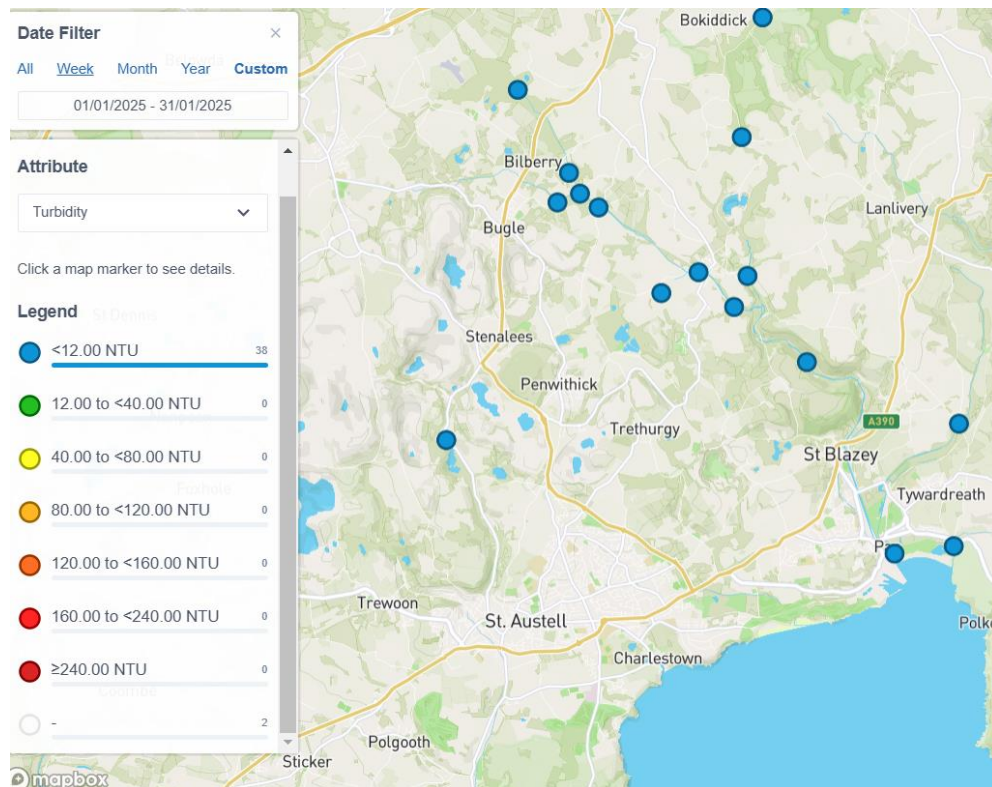 Date Filter ×
All Week Month Year Custom
01/01/2025 - 31/01/2025
Attribute
Turbidity
Click a map marker to see details.
Legend
<12.00 NTU 38
12.00 to <40.00 NTU 0
40.00 to <80.00 NTU 0
80.00 to <120.00 NTU 0
120.00 to <160.00 NTU 0
160.00 to <240.00 NTU 0
≥240.00 NTU 0
- 2
St Dennis
Foxhole
Coombe
Bokiddick
Bilberry
Lanlivery
Bugle
Stenalees
Penwithick
Trethurgy
A390
St Blazey
Tywardreath
Trewoon
St. Austell
Charlestown
Polgooth
Sticker
mapbox